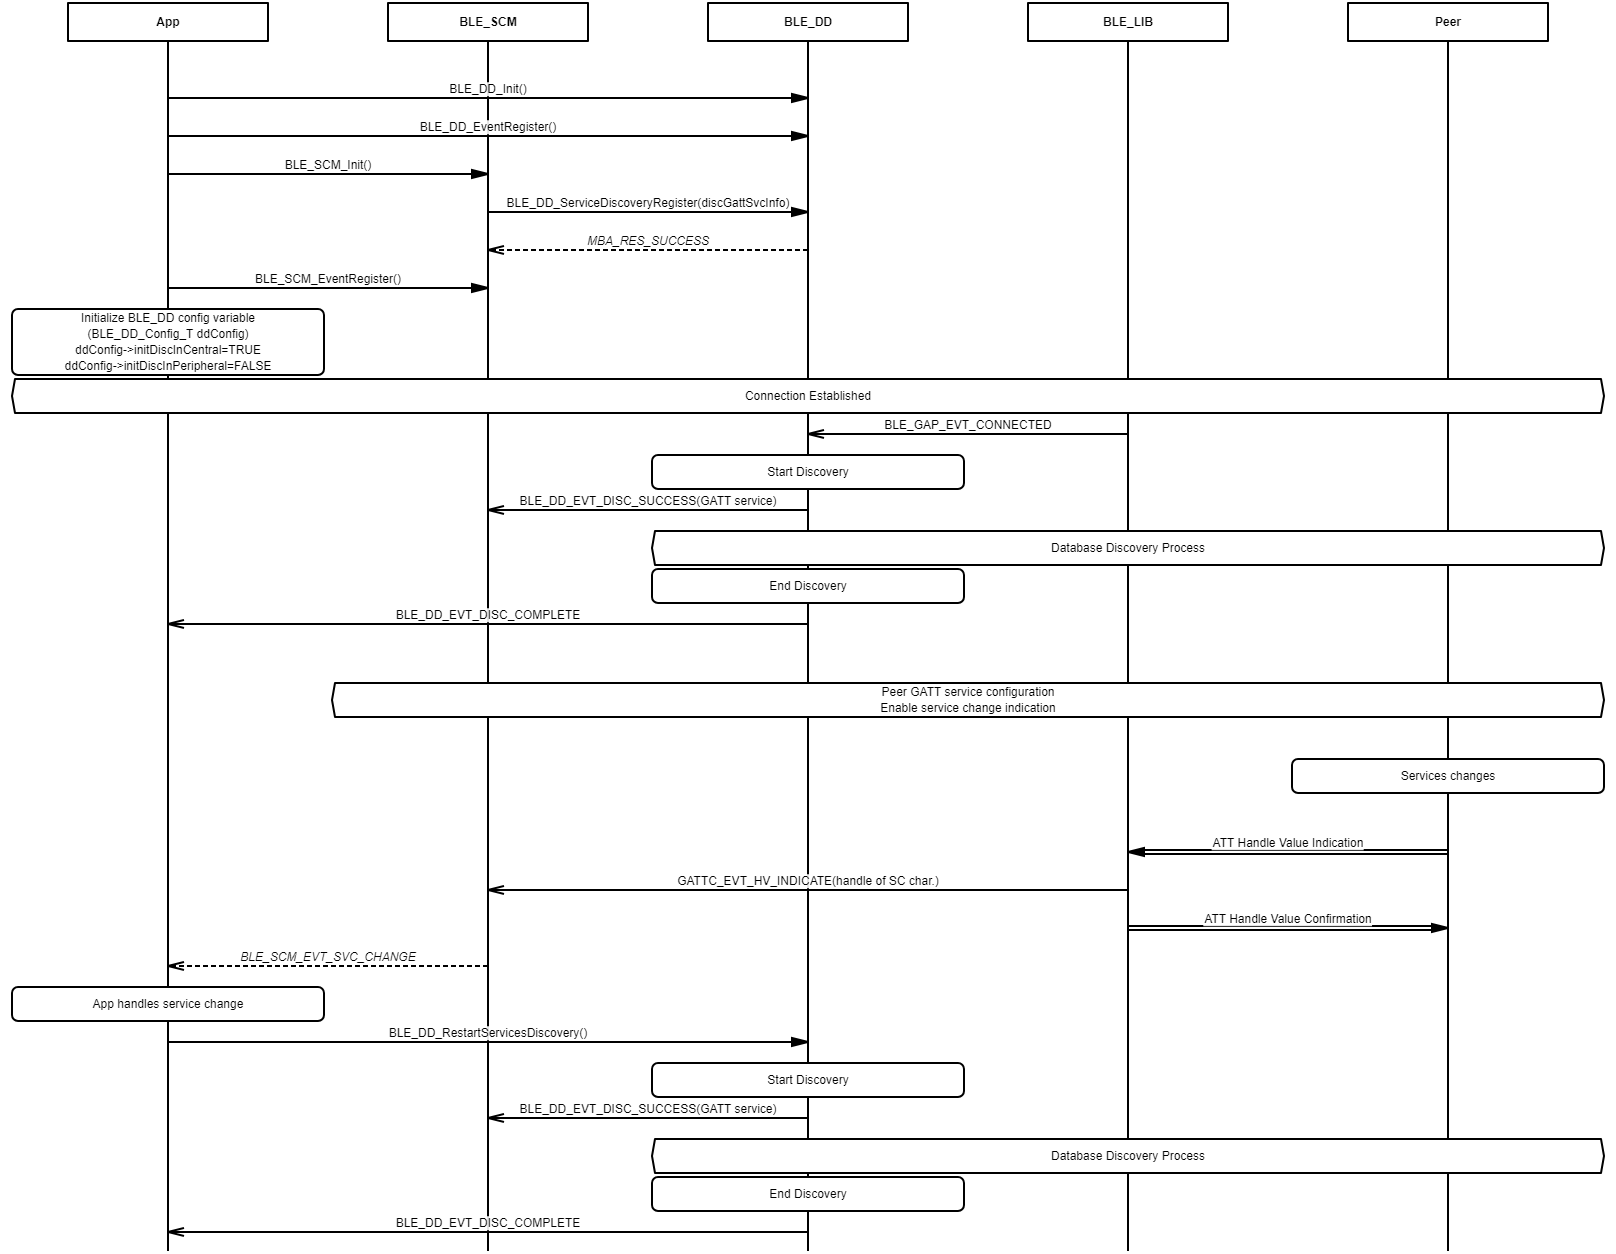 App
BLE_SCM
BLE_DD
BLE_LIB
Peer
BLE_DD_Init()
BLE_DD_EventRegister()
BLE_SCM_Init()
BLE_DD_ServiceDiscoveryRegister(discGattSvcInfo)
MBA_RES_SUCCESS
BLE_SCM_EventRegister()
Initialize BLE_DD config variable
(BLE_DD_Config_T ddConfig)
ddConfig->initDiscInCentral=TRUE
ddConfig->initDiscInPeripheral=FALSE
Connection Established
BLE_GAP_EVT_CONNECTED
Start Discovery
BLE_DD_EVT_DISC_SUCCESS(GATT service)
Database Discovery Process
End Discovery
BLE_DD_EVT_DISC_COMPLETE
Peer GATT service configuration
Enable service change indication
Services changes
ATT Handle Value Indication
GATTC_EVT_HV_INDICATE(handle of SC char.)
ATT Handle Value Confirmation
BLE_SCM_EVT_SVC_CHANGE
App handles service change
BLE_DD_RestartServicesDiscovery()
Start Discovery
BLE_DD_EVT_DISC_SUCCESS(GATT service)
Database Discovery Process
End Discovery
BLE_DD_EVT_DISC_COMPLETE